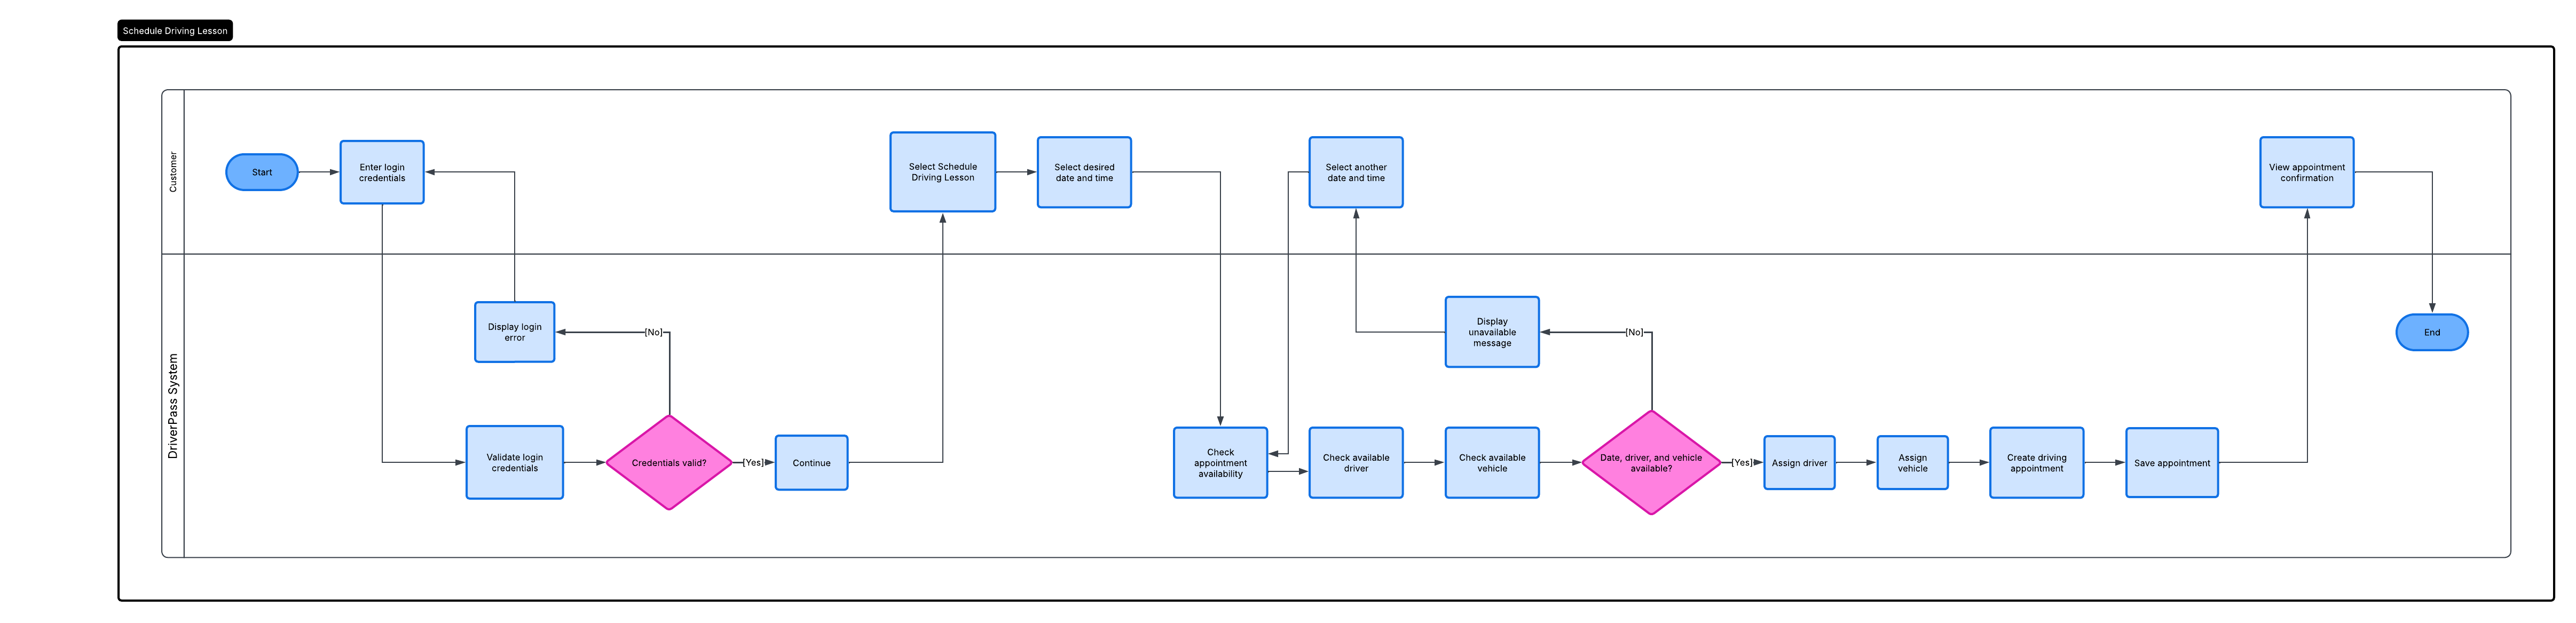 Schedule Driving Lesson
Customer
Start
Enter login
credentials
Select Schedule
Driving Lesson
Select desired
date and time
Select another
date and time
View appointment
confirmation
DriverPass System
Display login
error
[No]
Display
unavailable
message
[No]
End
Validate login
credentials
Credentials valid?
[Yes]
Continue
Check
appointment
availability
Check available
driver
Check available
vehicle
Date, driver, and vehicle
available?
[Yes]
Assign driver
Assign
vehicle
Create driving
appointment
Save appointment